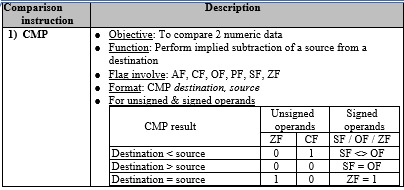 Comparison Description
instruction
1) CMP
• Objective: To compare 2 numeric data
• Function: Perform implied subtraction of a source from a
destination
• Flag involve: AF, CF, OF, PF, SF, ZF
• Format: CMP destination, source
• For unsigned & signed operands
CMP result Unsigned operands Signed operands
ZF CF SF / OF / ZF
Destination < source 0 1 SF <> OF
Destination > source 0 0 SF = OF
Destination = source 1 0 ZF = 1